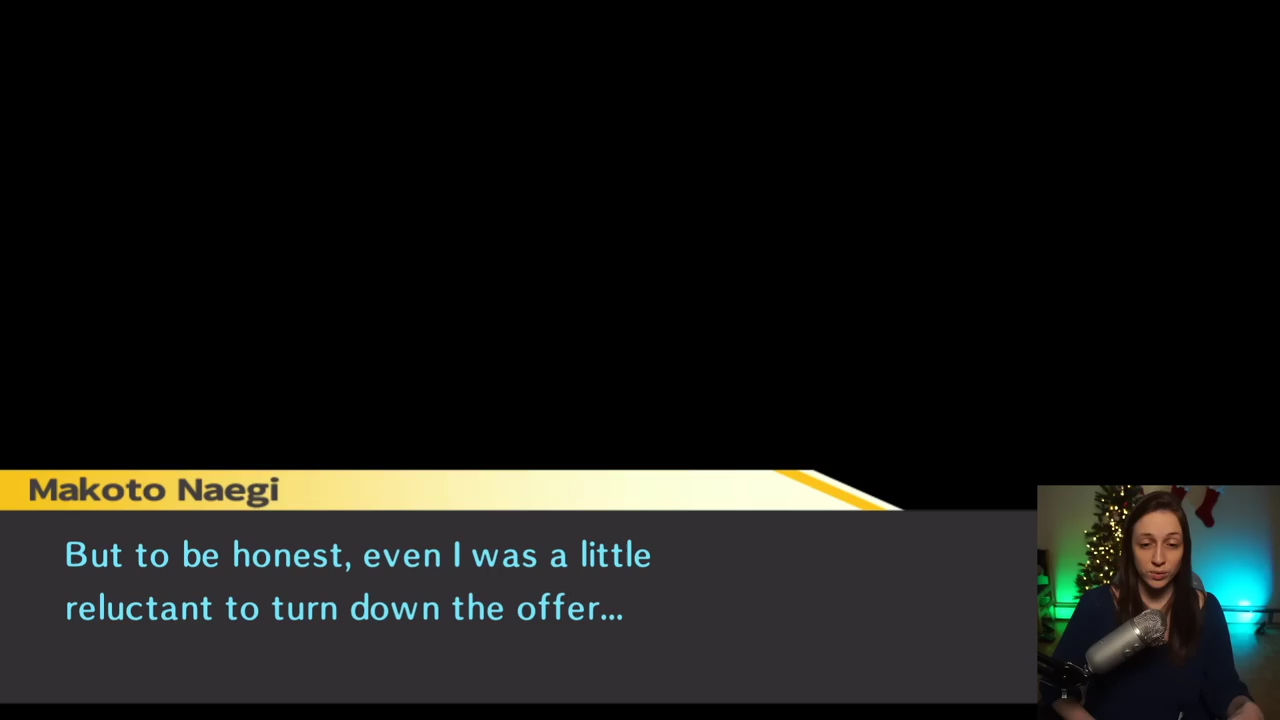 Makoto Naegi
But to be honest, even I was a little
reluctant to turn down the offer...